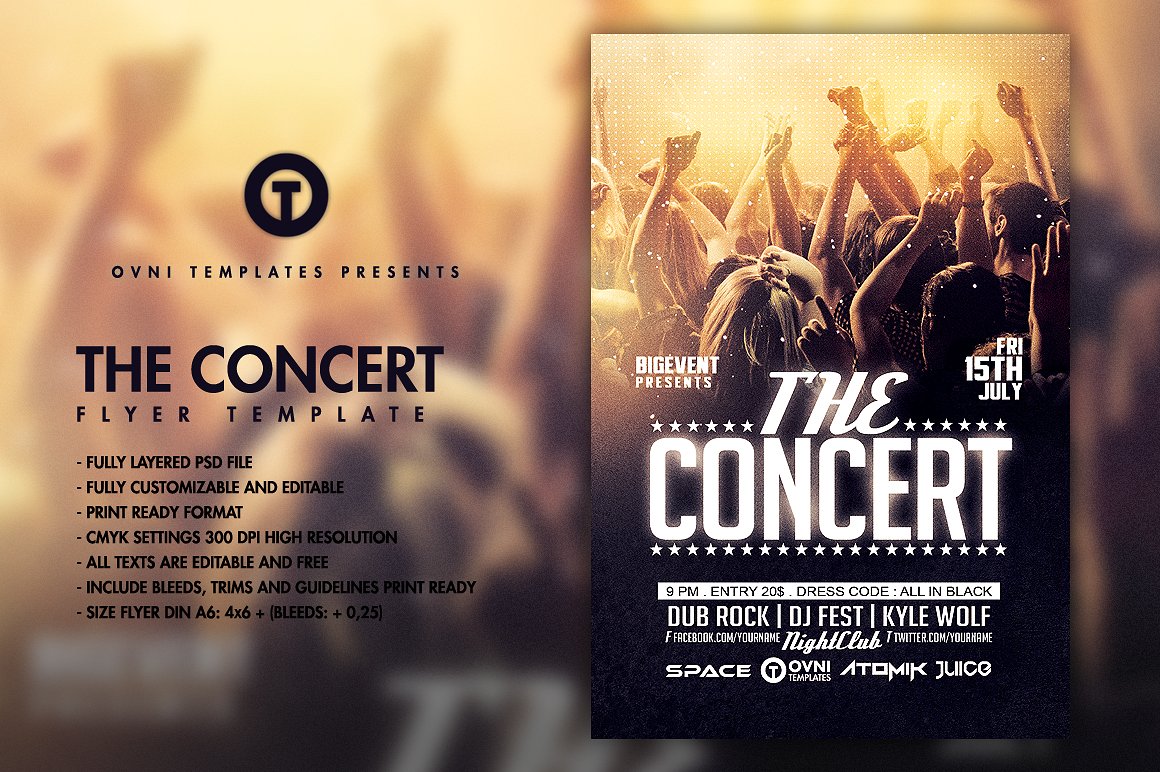 T
OVNI TEMPLATES PRESENTS
THE CONCERT
FLYER TEMPLATE
- FULLY LAYERED PSD FILE
- FULLY CUSTOMIZABLE AND EDITABLE
- PRINT READY FORMAT
- CMYK SETTINGS 300 DPI HIGH RESOLUTION
- ALL TEXTS ARE EDITABLE AND FREE
- INCLUDE BLEEDS, TRIMS AND GUIDELINES PRINT READY
- SIZE FLYER DIN A6: 4x6 + (BLEEDS: + 0,25)
BIGEVENT
PRESENTS
FRI
15TH
JULY
THE
CONCERT
9 PM . ENTRY 20$ . DRESS CODE : ALL IN BLACK
DUB ROCK | DJ FEST | KYLE WOLF
F FACEBOOK.COM/YOURNAME NightClub T TWITTER.COM/YOURNAME
SPACE T OVNI TEMPLATES ATOMIK JUICE